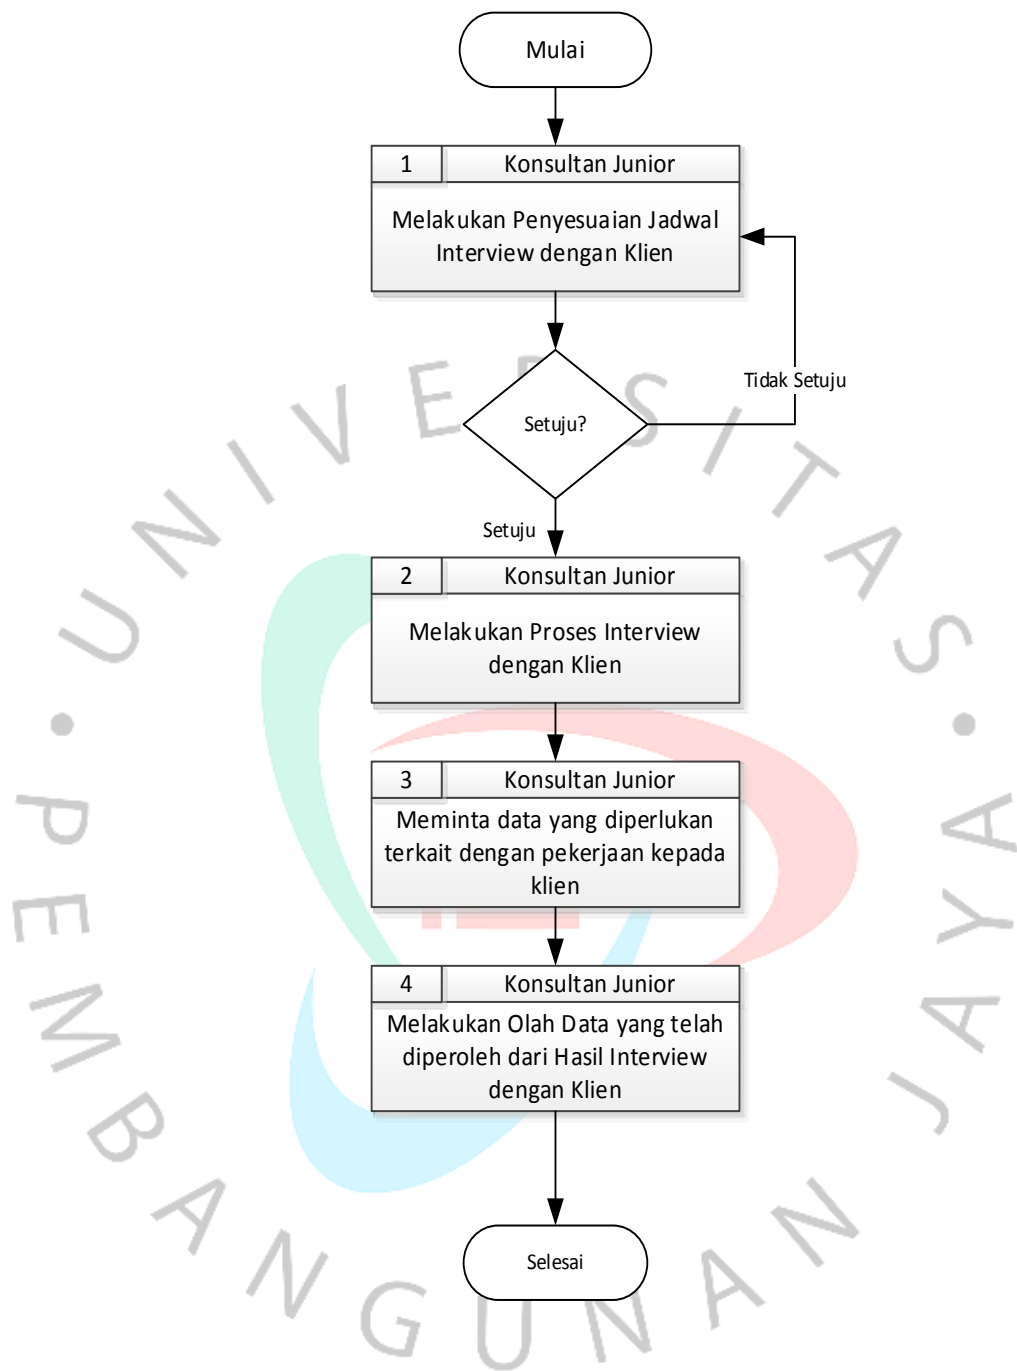 Mulai
1
Konsultan Junior
Melakukan Penyesuaian Jadwal
Interview dengan Klien
Tidak Setuju
Setuju?
Setuju
2
Konsultan Junior
Melakukan Proses Interview
dengan Klien
3
Konsultan Junior
Meminta data yang diperlukan
terkait dengan pekerjaan kepada
klien
4
Konsultan Junior
Melakukan Olah Data yang telah
diperoleh dari Hasil Interview
dengan Klien
Selesai
UNIVERSITAS
PEMBANGUNAN JAYA